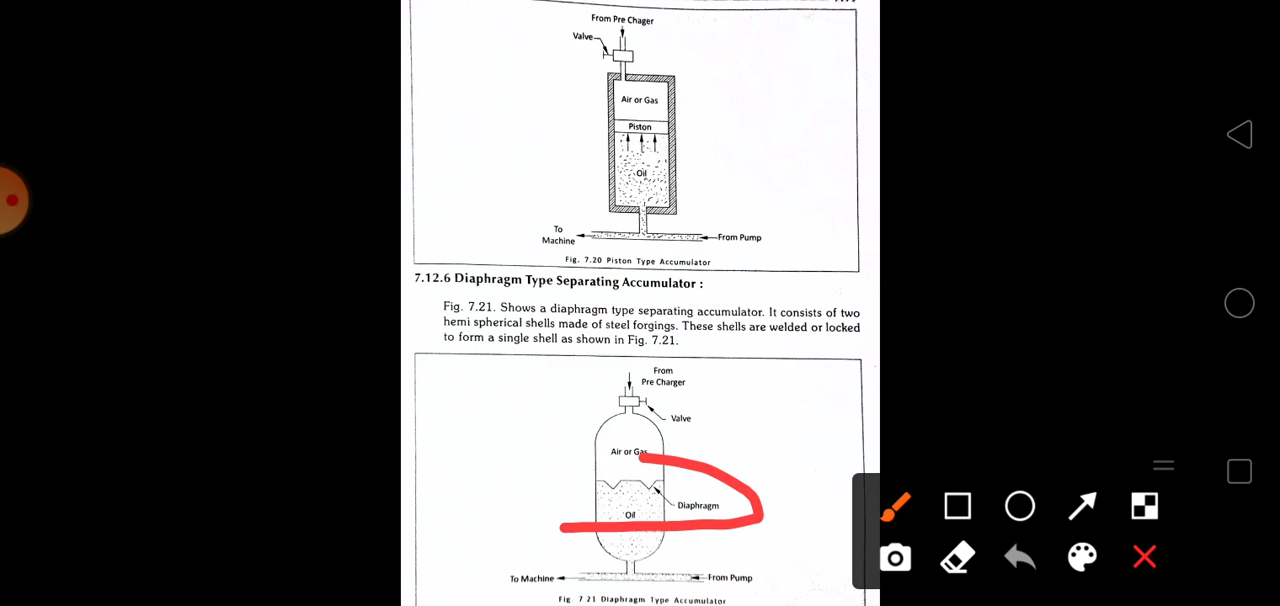 From Pre Chager
Valve
Air or Gas
Piston
Oil
To
Machine
From Pump
Fig. 7.20 Piston Type Accumulator
7.12.6 Diaphragm Type Separating Accumulator :
Fig. 7.21. Shows a diaphragm type separating accumulator. It consists of two
hemi spherical shells made of steel forgings. These shells are welded or locked
to form a single shell as shown in Fig. 7.21.
From
Pre Charger
Valve
Air or Gas
Diaphragm
Oil
To Machine
From Pump
Fig 7 21 Diaphragm Type Accumulator